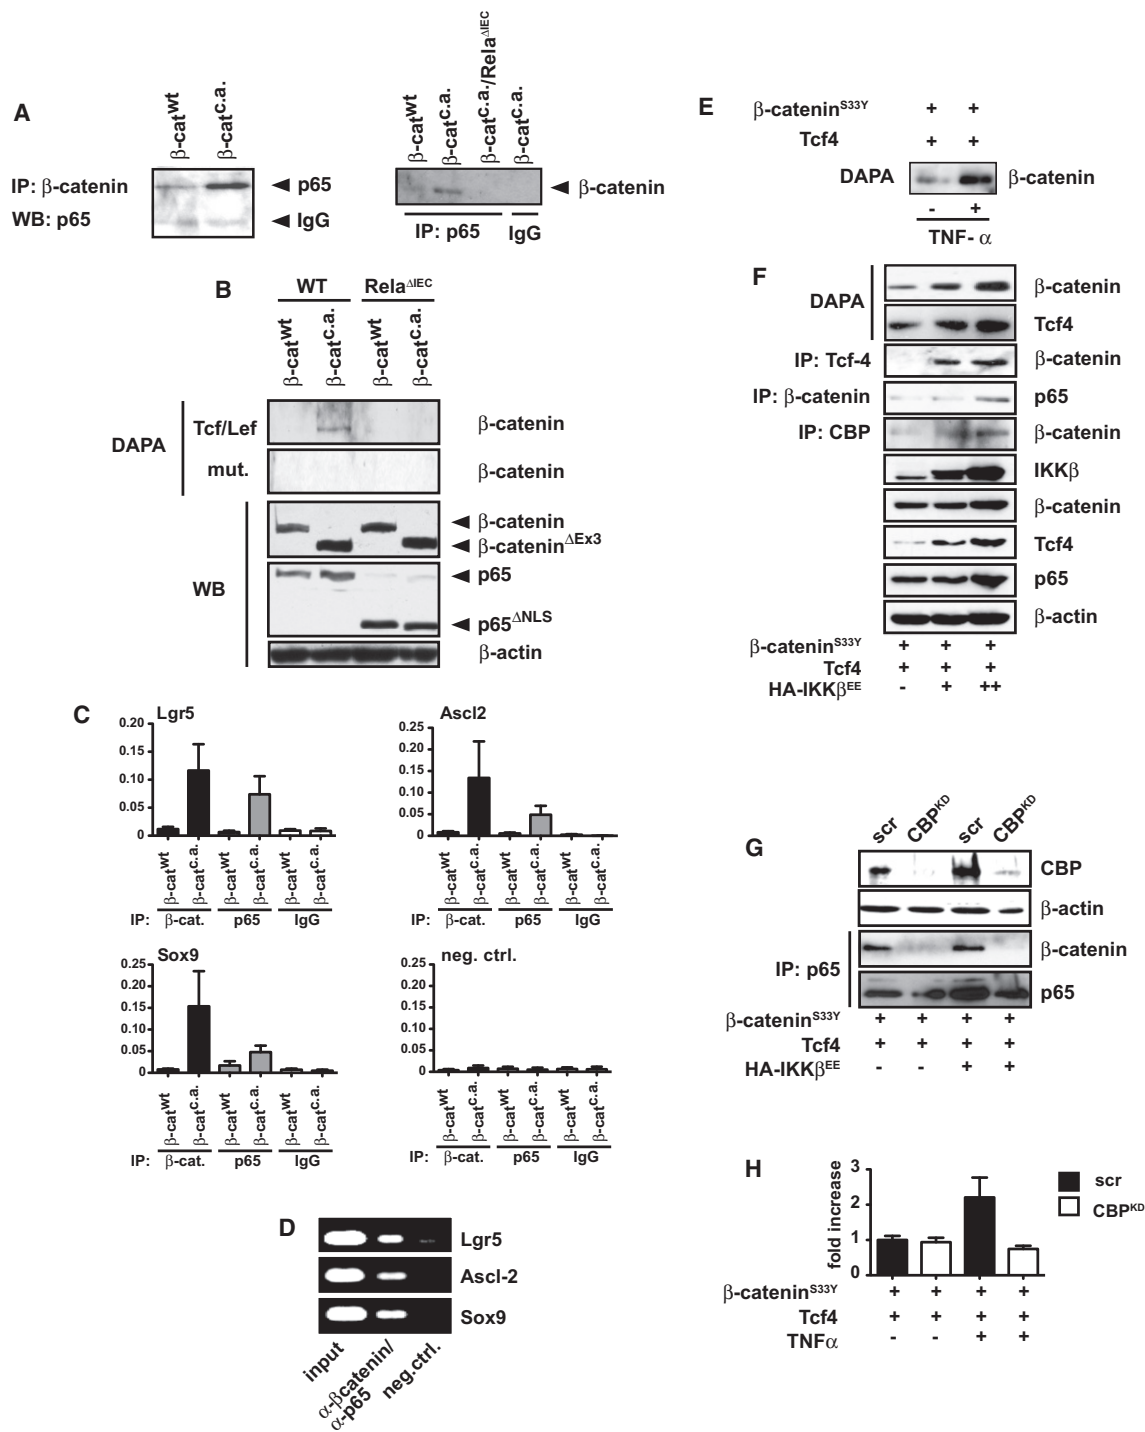 A
β-catwt
β-catc.a.
IP: β-catenin
WB: p65
p65
IgG
β-catwt
β-catc.a.
β-catc.a./RelaΔIEC
β-catc.a.
β-catenin
IP: p65
IgG
B
WT
RelaΔIEC
β-catwt
β-catc.a.
β-catwt
β-catc.a.
DAPA
Tcf/Lef
β-catenin
mut.
β-catenin
WB
β-catenin
β-cateninΔEx3
p65
p65ΔNLS
β-actin
C
Lgr5
0.20
0.15
0.10
0.05
0
β-catwt
β-catc.a.
β-catwt
β-catc.a.
β-catwt
β-catc.a.
IP: β-cat. p65 IgG
Ascl2
0.25
0.20
0.15
0.10
0.05
0
β-catwt
β-catc.a.
β-catwt
β-catc.a.
β-catwt
β-catc.a.
IP: β-cat. p65 IgG
Sox9
0.25
0.20
0.15
0.10
0.05
0
β-catwt
β-catc.a.
β-catwt
β-catc.a.
β-catwt
β-catc.a.
IP: β-cat. p65 IgG
neg. ctrl.
0.25
0.20
0.15
0.10
0.05
0
β-catwt
β-catc.a.
β-catwt
β-catc.a.
β-catwt
β-catc.a.
IP: β-cat. p65 IgG
D
Lgr5
Ascl-2
Sox9
input
α-βcatenin/
α-p65
neg.ctrl.
E
β-cateninS33Y + +
Tcf4 + +
DAPA
β-catenin
- +
TNF- α
F
DAPA
β-catenin
Tcf4
IP: Tcf-4 β-catenin
IP: β-catenin p65
IP: CBP β-catenin
IKKβ
β-catenin
Tcf4
p65
β-actin
β-cateninS33Y + + +
Tcf4 + + +
HA-IKKβEE - + ++
G
scr CBPKD scr CBPKD
CBP
β-actin
IP: p65
β-catenin
p65
β-cateninS33Y + + + +
Tcf4 + + + +
HA-IKKβEE - - + +
H
fold increase
3
2
1
0
scr
CBPKD
β-cateninS33Y + + + +
Tcf4 + + + +
TNFα - - + +